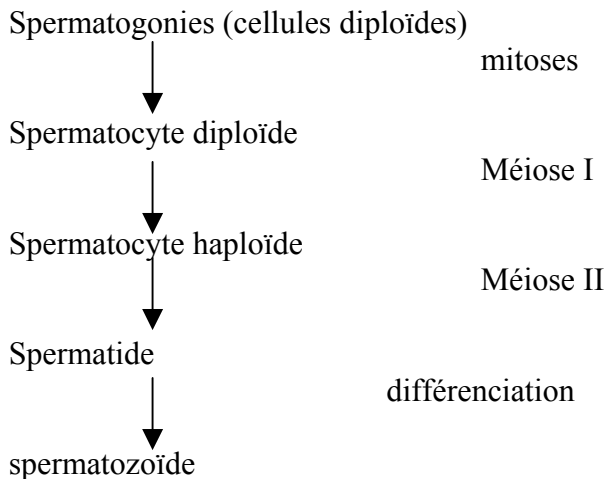 Spermatogonies (cellules diploïdes)
mitoses
Spermatocyte diploïde
Méiose I
Spermatocyte haploïde
Méiose II
Spermatide
différenciation
spermatozoïde